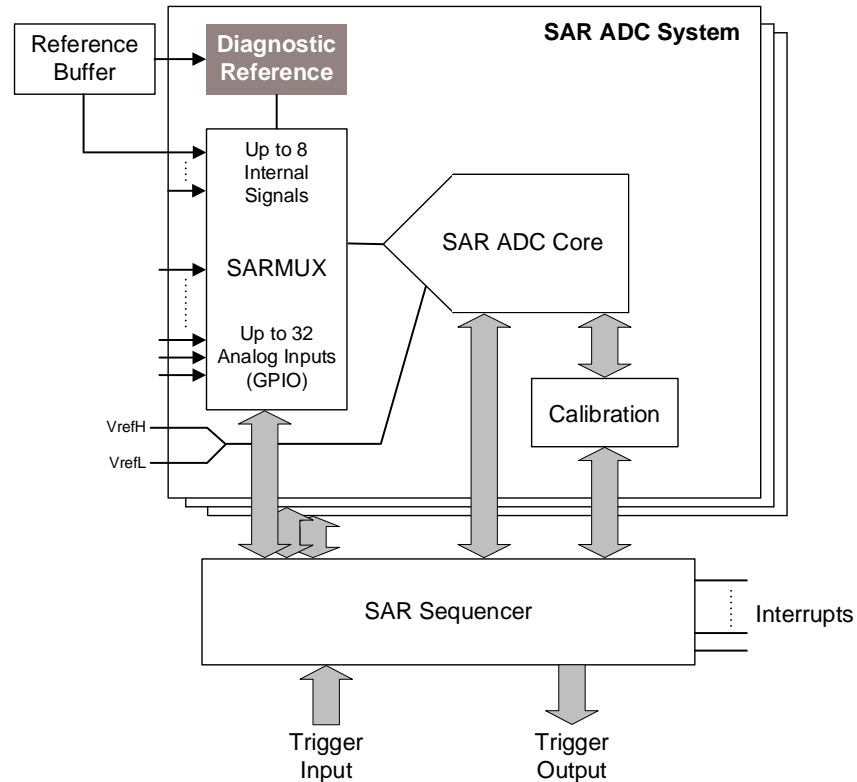 SAR ADC System
Reference
Buffer
Diagnostic
Reference
Up to 8
Internal
Signals
SAR ADC Core
SARMUX
Up to 32
Analog Inputs
(GPIO)
Calibration
VrefH
VrefL
SAR Sequencer
Interrupts
Trigger
Input
Trigger
Output